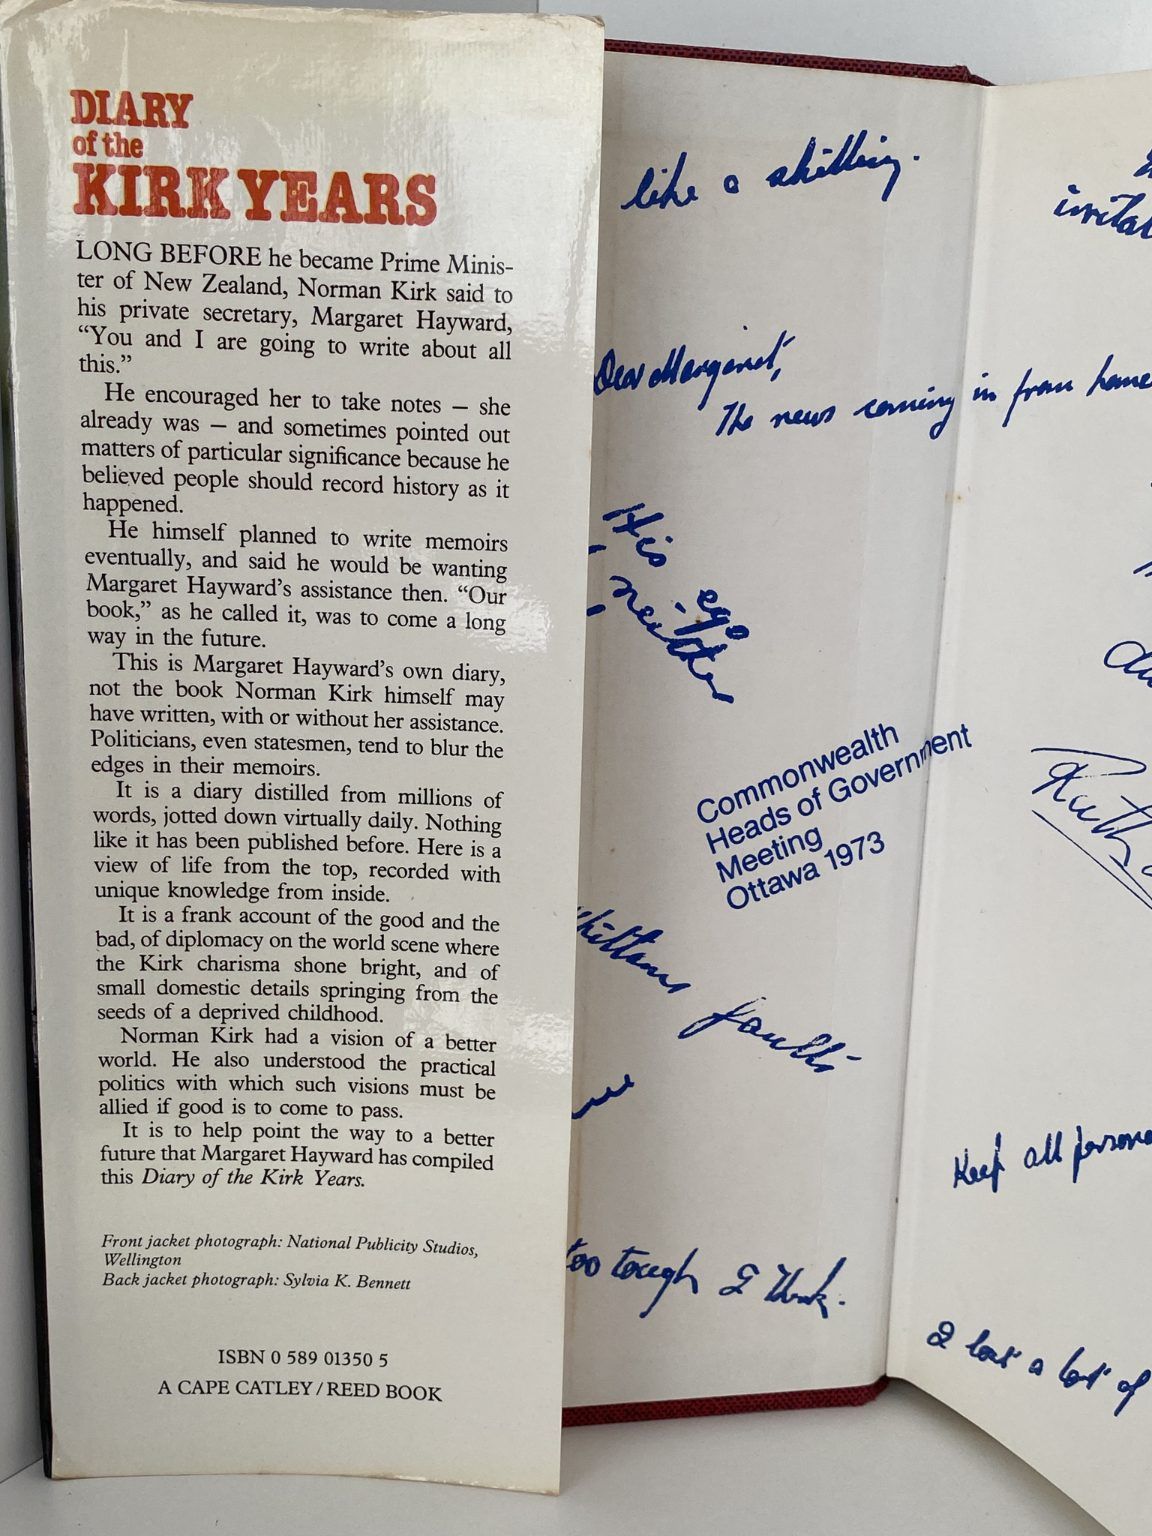 DIARY
of the
KIRK YEARS
LONG BEFORE he became Prime Minis-
ter of New Zealand, Norman Kirk said to
his private secretary, Margaret Hayward,
“You and I are going to write about all
this.”
He encouraged her to take notes — she
already was — and sometimes pointed out
matters of particular significance because he
believed people should record history as it
happened.
He himself planned to write memoirs
eventually, and said he would be wanting
Margaret Hayward’s assistance then. “Our
book,” as he called it, was to come a long
way in the future.
This is Margaret Hayward’s own diary,
not the book Norman Kirk himself may
have written, with or without her assistance.
Politicians, even statesmen, tend to blur the
edges in their memoirs.
It is a diary distilled from millions of
words, jotted down virtually daily. Nothing
like it has been published before. Here is a
view of life from the top, recorded with
unique knowledge from inside.
It is a frank account of the good and the
bad, of diplomacy on the world scene where
the Kirk charisma shone bright, and of
small domestic details springing from the
seeds of a deprived childhood.
Norman Kirk had a vision of a better
world. He also understood the practical
politics with which such visions must be
allied if good is to come to pass.
It is to help point the way to a better
future that Margaret Hayward has compiled
this Diary of the Kirk Years.
Front jacket photograph: National Publicity Studios,
Wellington
Back jacket photograph: Sylvia K. Bennett
ISBN 0 589 01350 5
A CAPE CATLEY / REED BOOK
like a shilling.
Dear Margaret,
The news coming in from home
His ego
neither
Commonwealth
Heads of Government
Meeting
Ottawa 1973
faults
too tough I think.
Ruth
Keep all
I lost a lot of